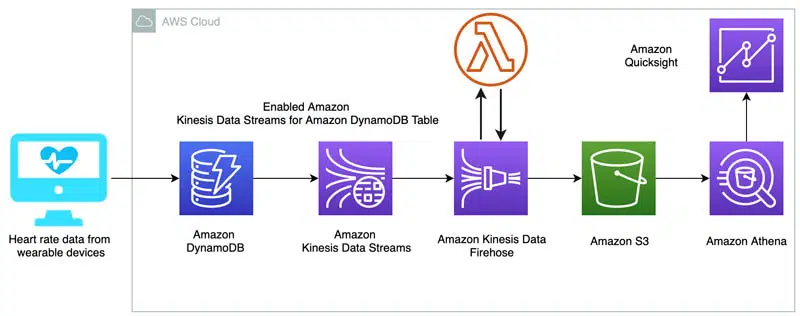 AWS Cloud
Amazon
Quicksight
Enabled Amazon
Kinesis Data Streams for Amazon DynamoDB Table
Heart rate data from
wearable devices
Amazon
DynamoDB
Amazon
Kinesis Data Streams
Amazon Kinesis Data
Firehose
Amazon S3
Amazon Athena